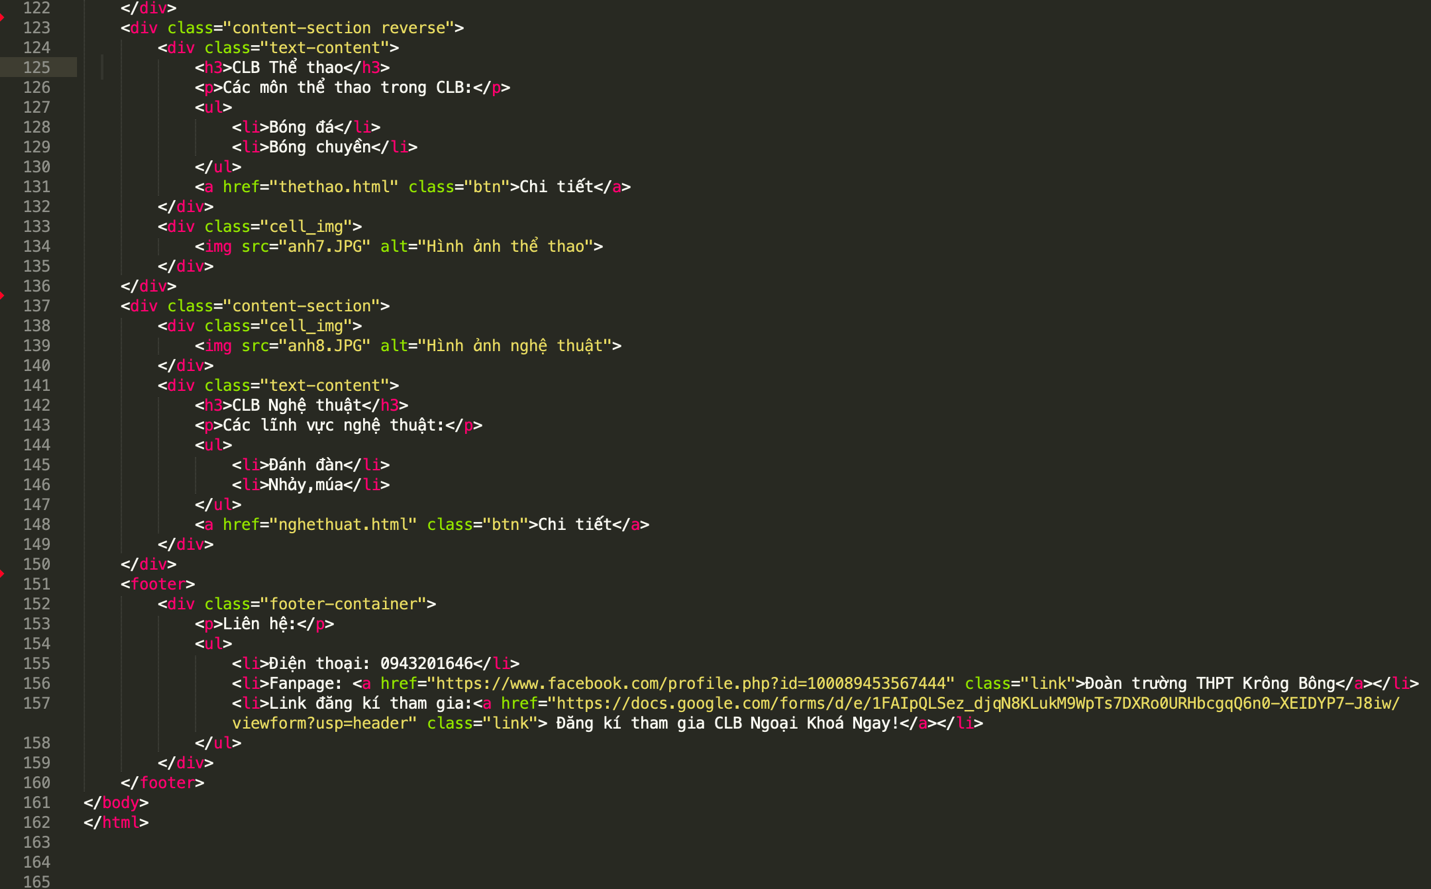 122 </div>
123 <div class="content-section reverse">
124 <div class="text-content">
125 <h3>CLB Thể thao</h3>
126 <p>Các môn thể thao trong CLB:</p>
127 <ul>
128 <li>Bóng đá</li>
129 <li>Bóng chuyền</li>
130 </ul>
131 <a href="thethao.html" class="btn">Chi tiết</a>
132 </div>
133 <div class="cell_img">
134 <img src="anh7.JPG" alt="Hình ảnh thể thao">
135 </div>
136 </div>
137 <div class="content-section">
138 <div class="cell_img">
139 <img src="anh8.JPG" alt="Hình ảnh nghệ thuật">
140 </div>
141 <div class="text-content">
142 <h3>CLB Nghệ thuật</h3>
143 <p>Các lĩnh vực nghệ thuật:</p>
144 <ul>
145 <li>Đánh đàn</li>
146 <li>Nhảy,múa</li>
147 </ul>
148 <a href="nghethuat.html" class="btn">Chi tiết</a>
149 </div>
150 </div>
151 <footer>
152 <div class="footer-container">
153 <p>Liên hệ:</p>
154 <ul>
155 <li>Điện thoại: 0943201646</li>
156 <li>Fanpage: <a href="https://www.facebook.com/profile.php?id=100089453567444" class="link">Đoàn trường THPT Krông Bông</a></li>
157 <li>Link đăng kí tham gia:<a href="https://docs.google.com/forms/d/e/1FAIpQLSez_djqN8KLukM9WpTs7DXRo0URHbcgqQ6n0-XEIDYP7-J8iw/
viewform?usp=header" class="link"> Đăng kí tham gia CLB Ngoại Khoá Ngay!</a></li>
158 </ul>
159 </div>
160 </footer>
161 </body>
162 </html>
163
164
165